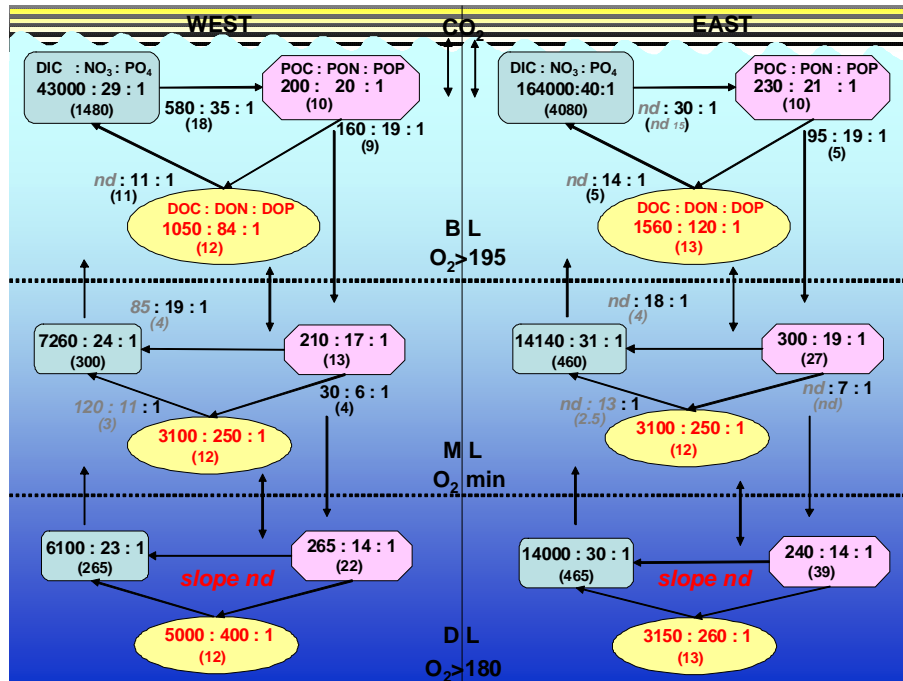 WEST
CO2
EAST
DIC : NO3 : PO4
43000 : 29 : 1
(1480)
580 : 35 : 1
(18)
POC : PON : POP
200 : 20 : 1
(10)
160 : 19 : 1
(9)
nd : 11 : 1
(11)
DOC : DON : DOP
1050 : 84 : 1
(12)
DIC : NO3 : PO4
164000:40:1
(4080)
nd : 30 : 1
(nd 15)
POC : PON : POP
230 : 21 : 1
(10)
95 : 19 : 1
(5)
nd : 14 : 1
(5)
DOC : DON : DOP
1560 : 120 : 1
(13)
B L
O2>195
85 : 19 : 1
(4)
7260 : 24 : 1
(300)
210 : 17 : 1
(13)
30 : 6 : 1
(4)
120 : 11 : 1
(3)
3100 : 250 : 1
(12)
nd : 18 : 1
(4)
14140 : 31 : 1
(460)
300 : 19 : 1
(27)
nd : 7 : 1
(nd)
nd : 13 : 1
(2.5)
3100 : 250 : 1
(12)
M L
O2 min
6100 : 23 : 1
(265)
265 : 14 : 1
(22)
slope nd
5000 : 400 : 1
(12)
14000 : 30 : 1
(465)
240 : 14 : 1
(39)
slope nd
3150 : 260 : 1
(13)
D L
O2>180